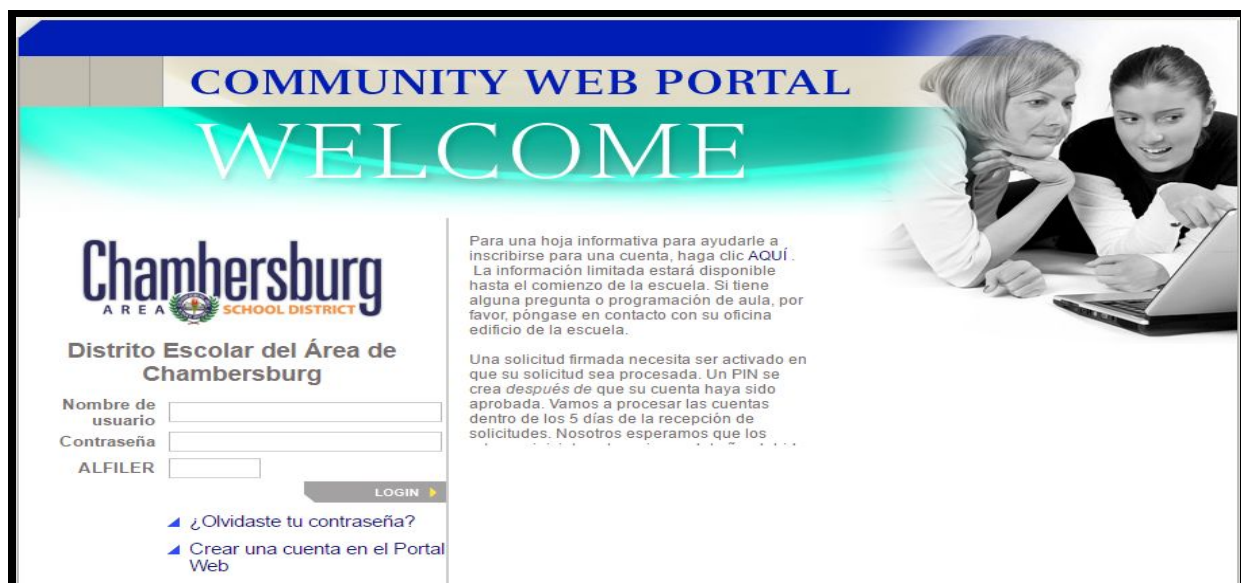 COMMUNITY WEB PORTAL
WELCOME
Chambersburg
AREA SCHOOL DISTRICT
Distrito Escolar del Área de
Chambersburg
Nombre de
usuario
Contraseña
ALFILER
LOGIN
¿Olvidaste tu contraseña?
Crear una cuenta en el Portal
Web
Para una hoja informativa para ayudarle a
inscribirse para una cuenta, haga clic AQUÍ .
La información limitada estará disponible
hasta el comienzo de la escuela. Si tiene
alguna pregunta o programación de aula, por
favor, póngase en contacto con su oficina
edificio de la escuela.
Una solicitud firmada necesita ser activado en
que su solicitud sea procesada. Un PIN se
crea después de que su cuenta haya sido
aprobada. Vamos a procesar las cuentas
dentro de los 5 días de la recepción de
solicitudes. Nosotros esperamos que los